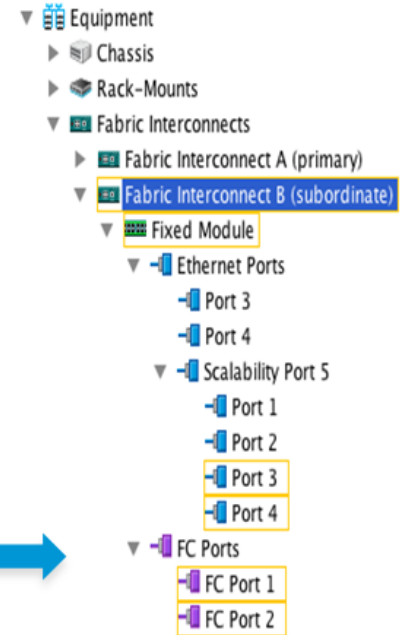 Equipment
Chassis
Rack-Mounts
Fabric Interconnects
Fabric Interconnect A (primary)
Fabric Interconnect B (subordinate)
Fixed Module
Ethernet Ports
Port 3
Port 4
Scalability Port 5
Port 1
Port 2
Port 3
Port 4
FC Ports
FC Port 1
FC Port 2